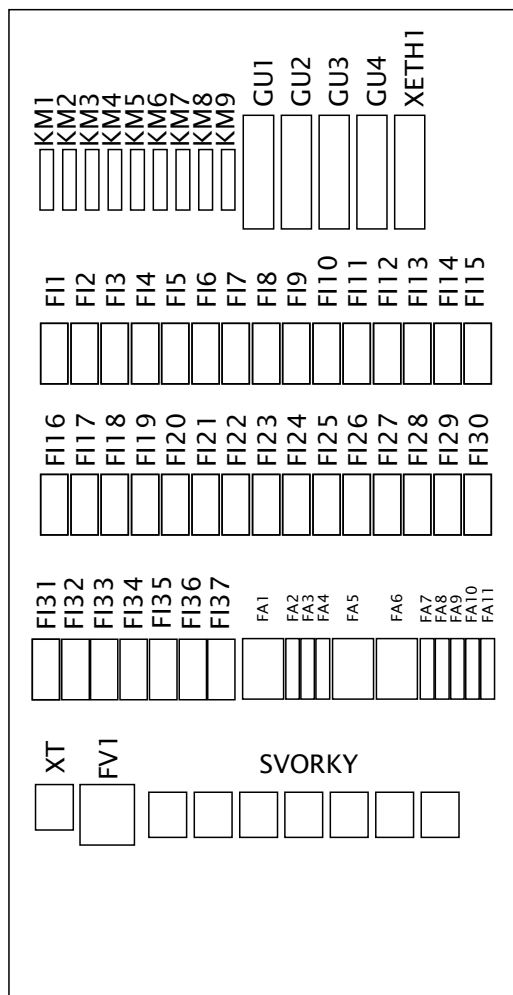 KM1 KM2 KM3 KM4 KM5 KM6 KM7 KM8 KM9 GU1 GU2 GU3 GU4 XETH1
FI1 FI2 FI3 FI4 FI5 FI6 FI7 FI8 FI9 FI10 FI11 FI12 FI13 FI14 FI15
FI16 FI17 FI18 FI19 FI20 FI21 FI22 FI23 FI24 FI25 FI26 FI27 FI28 FI29 FI30
FI31 FI32 FI33 FI34 FI35 FI36 FI37 FA1 FA2 FA3 FA4 FA5 FA6 FA7 FA8 FA9 FA10 FA11
XT FV1 SVORKY